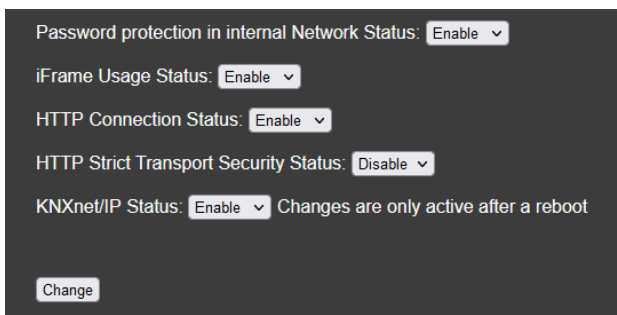 Password protection in internal Network Status: Enable
iFrame Usage Status: Enable
HTTP Connection Status: Enable
HTTP Strict Transport Security Status: Disable
KNXnet/IP Status: Enable Changes are only active after a reboot
Change